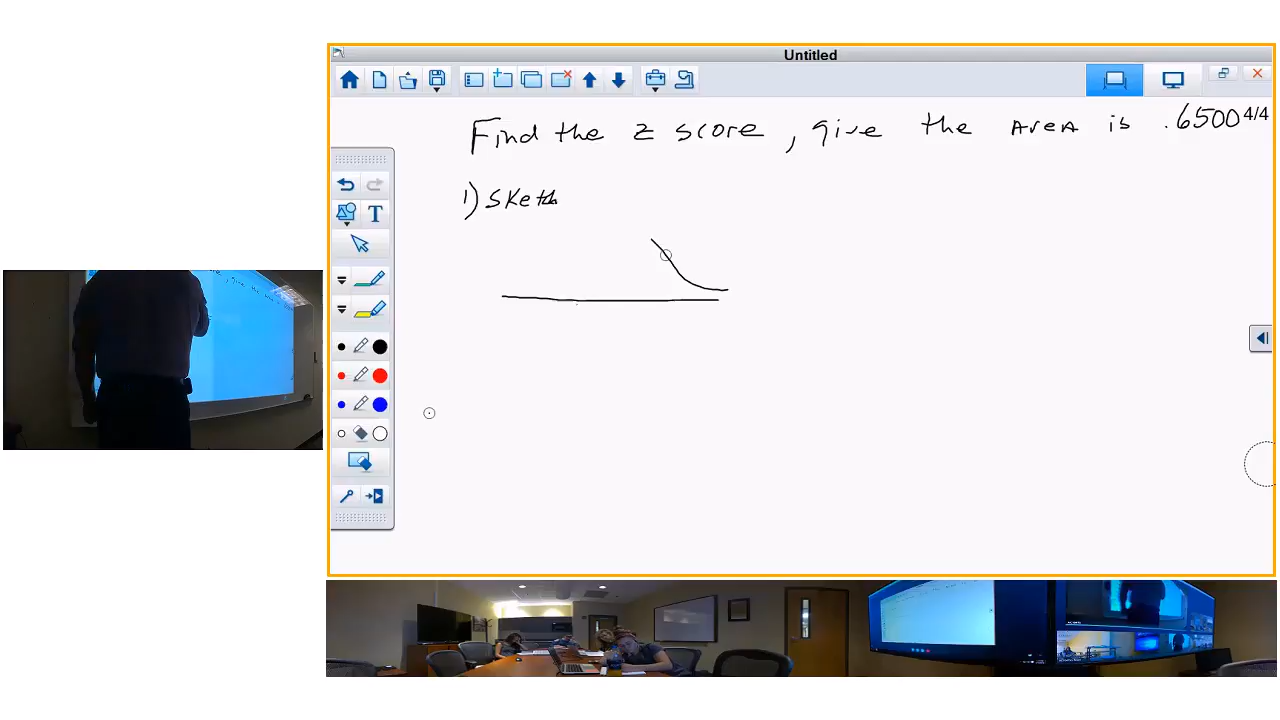 Untitled
Find the z score, give the Area is .6500
4/4
1) Sketch
T